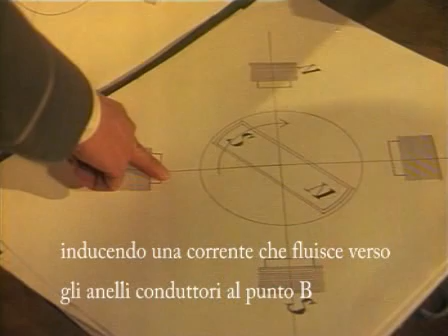 N
S
N
S
inducendo una corrente che fluisce verso
gli anelli conduttori al punto B